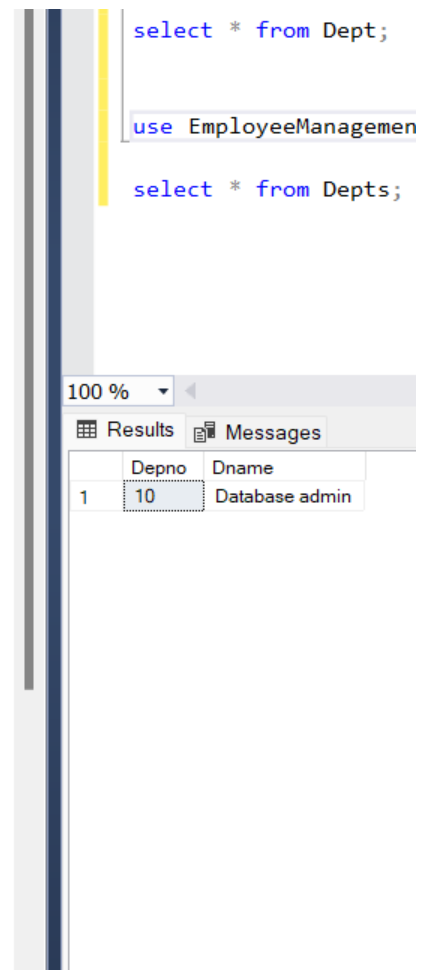 select * from Dept;
use EmployeeManagemen
select * from Depts;
100 %
Results Messages
Depno Dname
1 10 Database admin